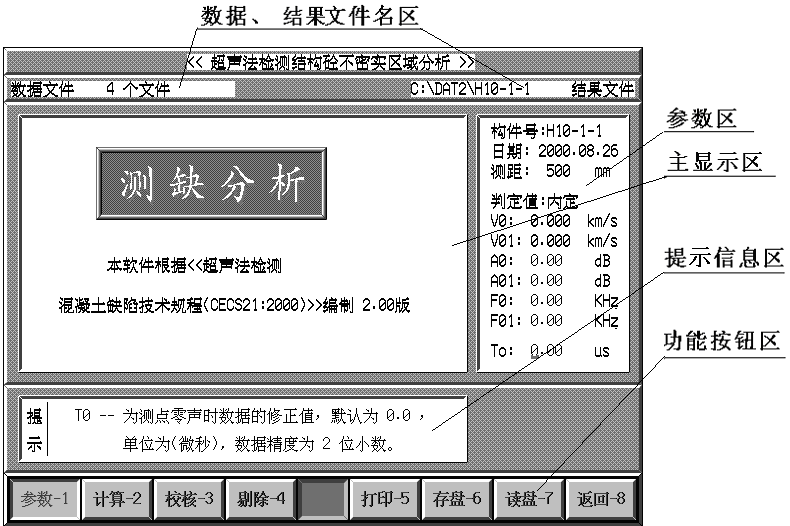 数据、 结果文件名区
<< 超声法检测结构砼不密实区域分析 >>
数据文件 4 个文件 C:\DAT2\H10-1-1 结果文件
构件号:H10-1-1
日期: 2000.08.26
测距: 500 mm
判定值:内定
V0: 0.000 km/s
V01: 0.000 km/s
A0: 0.00 dB
A01: 0.00 dB
F0: 0.00 KHz
F01: 0.00 KHz
To: 0.00 us
测缺分析
本软件根据<<超声法检测
混凝土缺陷技术规程(CECS21:2000)>>编制 2.00版
参数区
主显示区
提示信息区
功能按钮区
提示
T0 -- 为测点零声时数据的修正值, 默认为 0.0 ,
单位为(微秒), 数据精度为 2 位小数。
参数-1 计算-2 校核-3 剔除-4 打印-5 存盘-6 读盘-7 返回-8